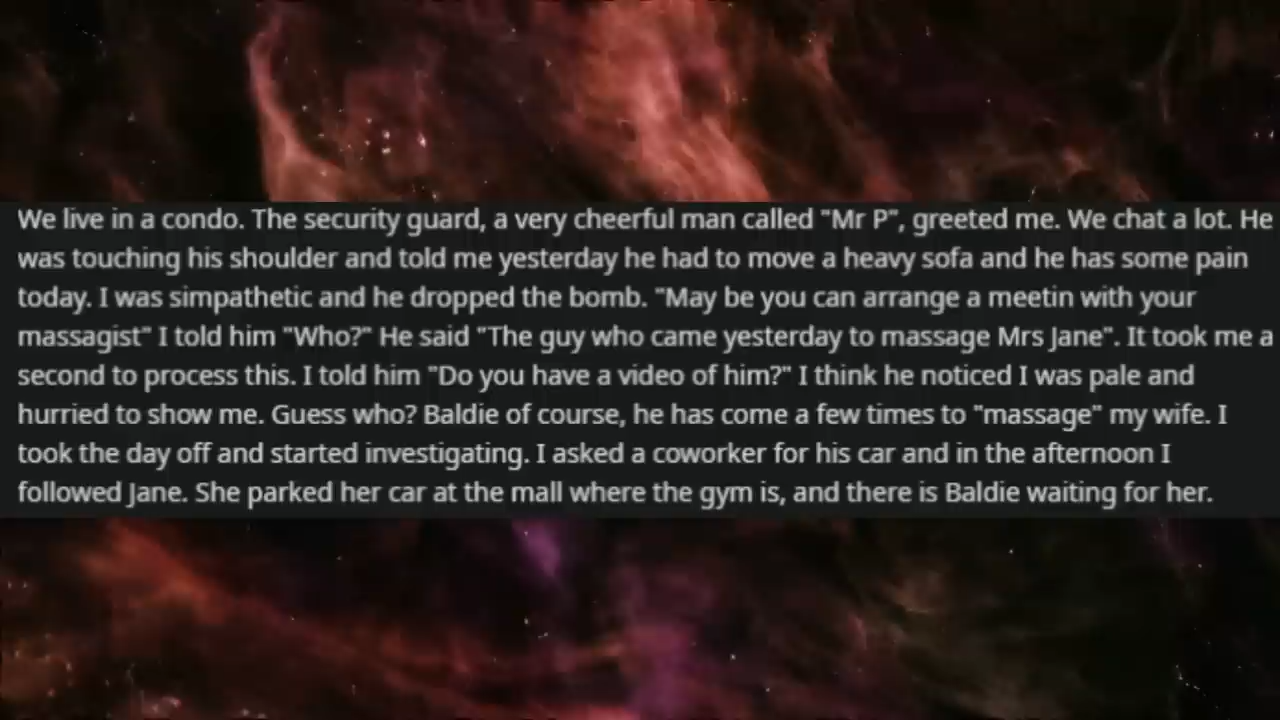 We live in a condo. The security guard, a very cheerful man called "Mr P", greeted me. We chat a lot. He
was touching his shoulder and told me yesterday he had to move a heavy sofa and he has some pain
today. I was simpathetic and he dropped the bomb. "May be you can arrange a meetin with your
massagist" I told him "Who?" He said "The guy who came yesterday to massage Mrs Jane". It took me a
second to process this. I told him "Do you have a video of him?" I think he noticed I was pale and
hurried to show me. Guess who? Baldie of course, he has come a few times to "massage" my wife. I
took the day off and started investigating. I asked a coworker for his car and in the afternoon I
followed Jane. She parked her car at the mall where the gym is, and there is Baldie waiting for her.